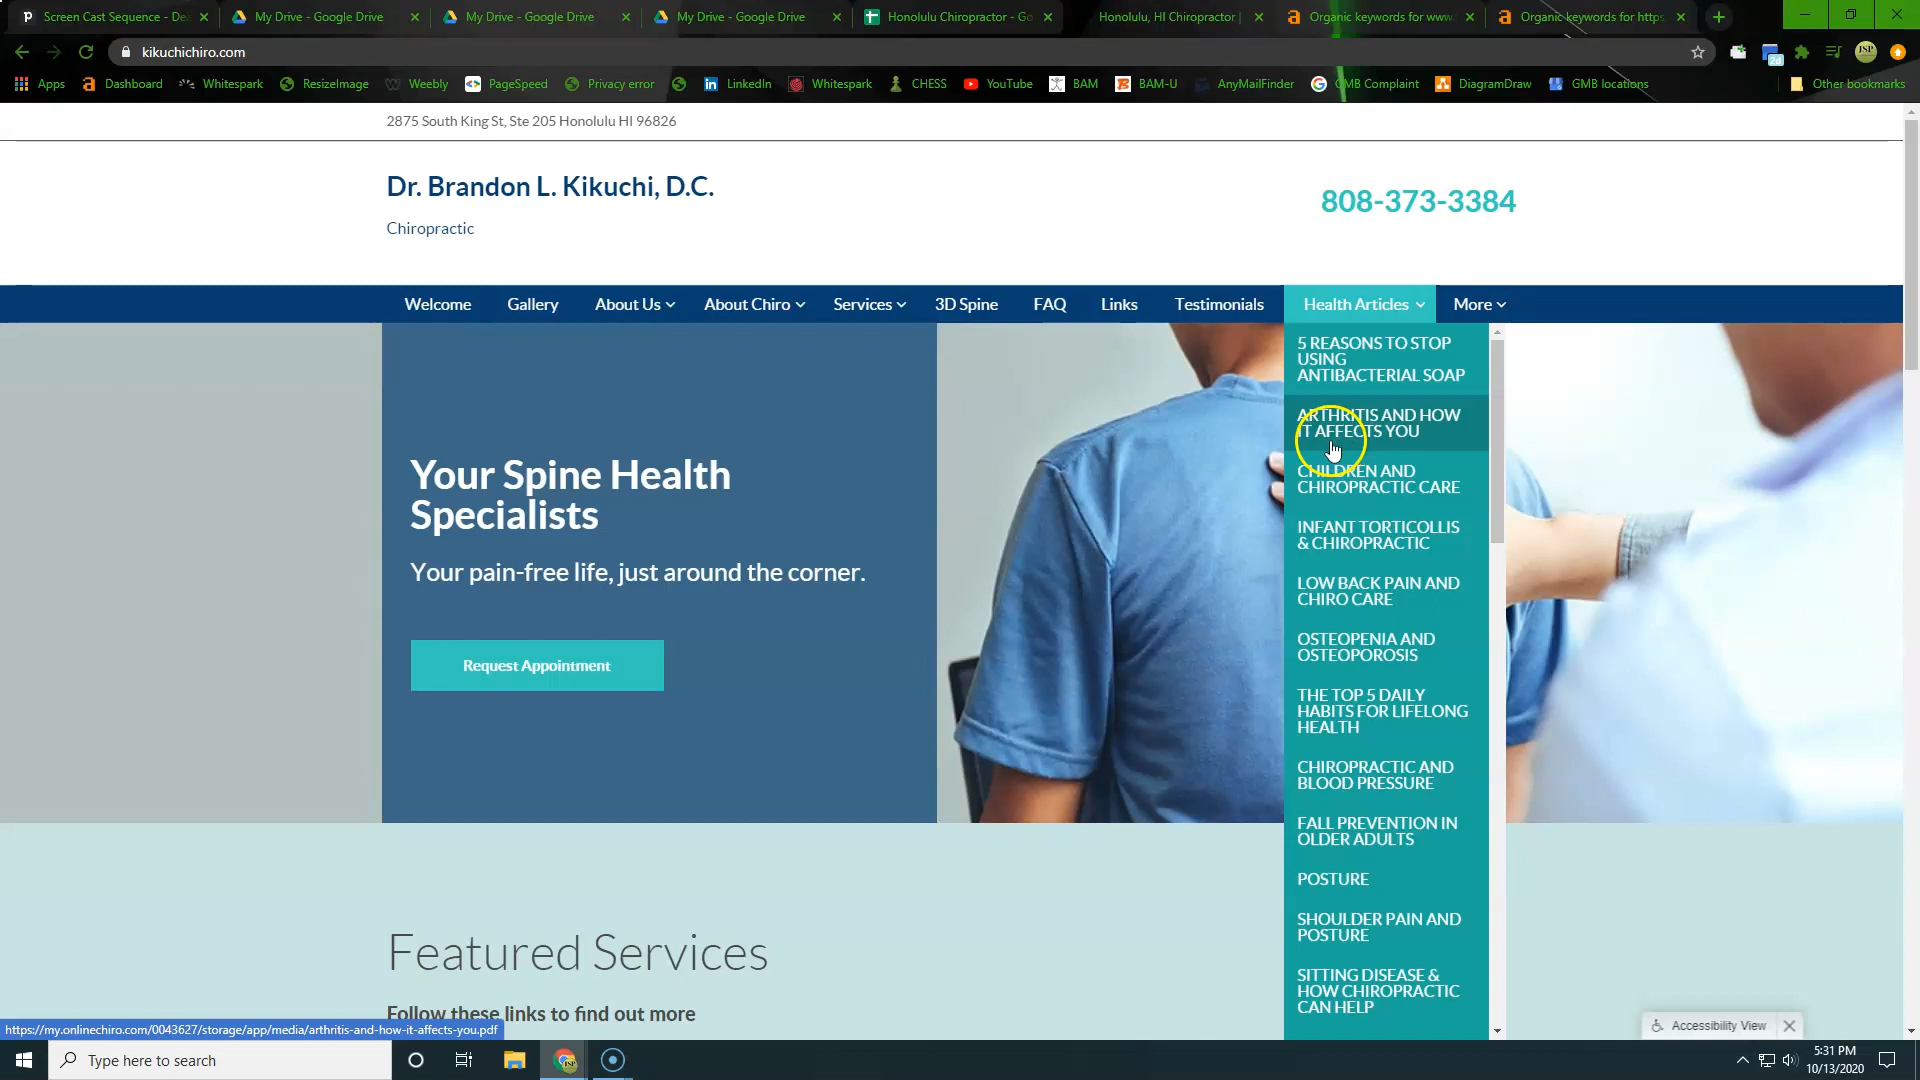 Screen Cast Sequence - De
My Drive - Google Drive
My Drive - Google Drive
My Drive - Google Drive
Honolulu Chiropractor - Go
Honolulu, HI Chiropractor |
Organic keywords for www
Organic keywords for https
kikuchichiro.com
Apps
Dashboard
Whitespark
ResizeImage
Weebly
PageSpeed
Privacy error
LinkedIn
Whitespark
CHESS
YouTube
BAM
BAM-U
AnyMailFinder
GMB Complaint
DiagramDraw
GMB locations
Other bookmarks
2875 South King St, Ste 205 Honolulu HI 96826
Dr. Brandon L. Kikuchi, D.C.
Chiropractic
808-373-3384
Welcome
Gallery
About Us
About Chiro
Services
3D Spine
FAQ
Links
Testimonials
Health Articles
More
5 REASONS TO STOP
USING
ANTIBACTERIAL SOAP
ARTHRITIS AND HOW
IT AFFECTS YOU
CHILDREN AND
CHIROPRACTIC CARE
INFANT TORTICOLLIS
& CHIROPRACTIC
LOW BACK PAIN AND
CHIRO CARE
OSTEOPENIA AND
OSTEOPOROSIS
THE TOP 5 DAILY
HABITS FOR LIFELONG
HEALTH
CHIROPRACTIC AND
BLOOD PRESSURE
FALL PREVENTION IN
OLDER ADULTS
POSTURE
SHOULDER PAIN AND
POSTURE
SITTING DISEASE &
HOW CHIROPRACTIC
CAN HELP
Your Spine Health
Specialists
Your pain-free life, just around the corner.
Request Appointment
Featured Services
Follow these links to find out more
https://my.onlinechiro.com/0043627/storage/app/media/arthritis-and-how-it-affects-you.pdf
Accessibility View
Type here to search
5:31 PM
10/13/2020